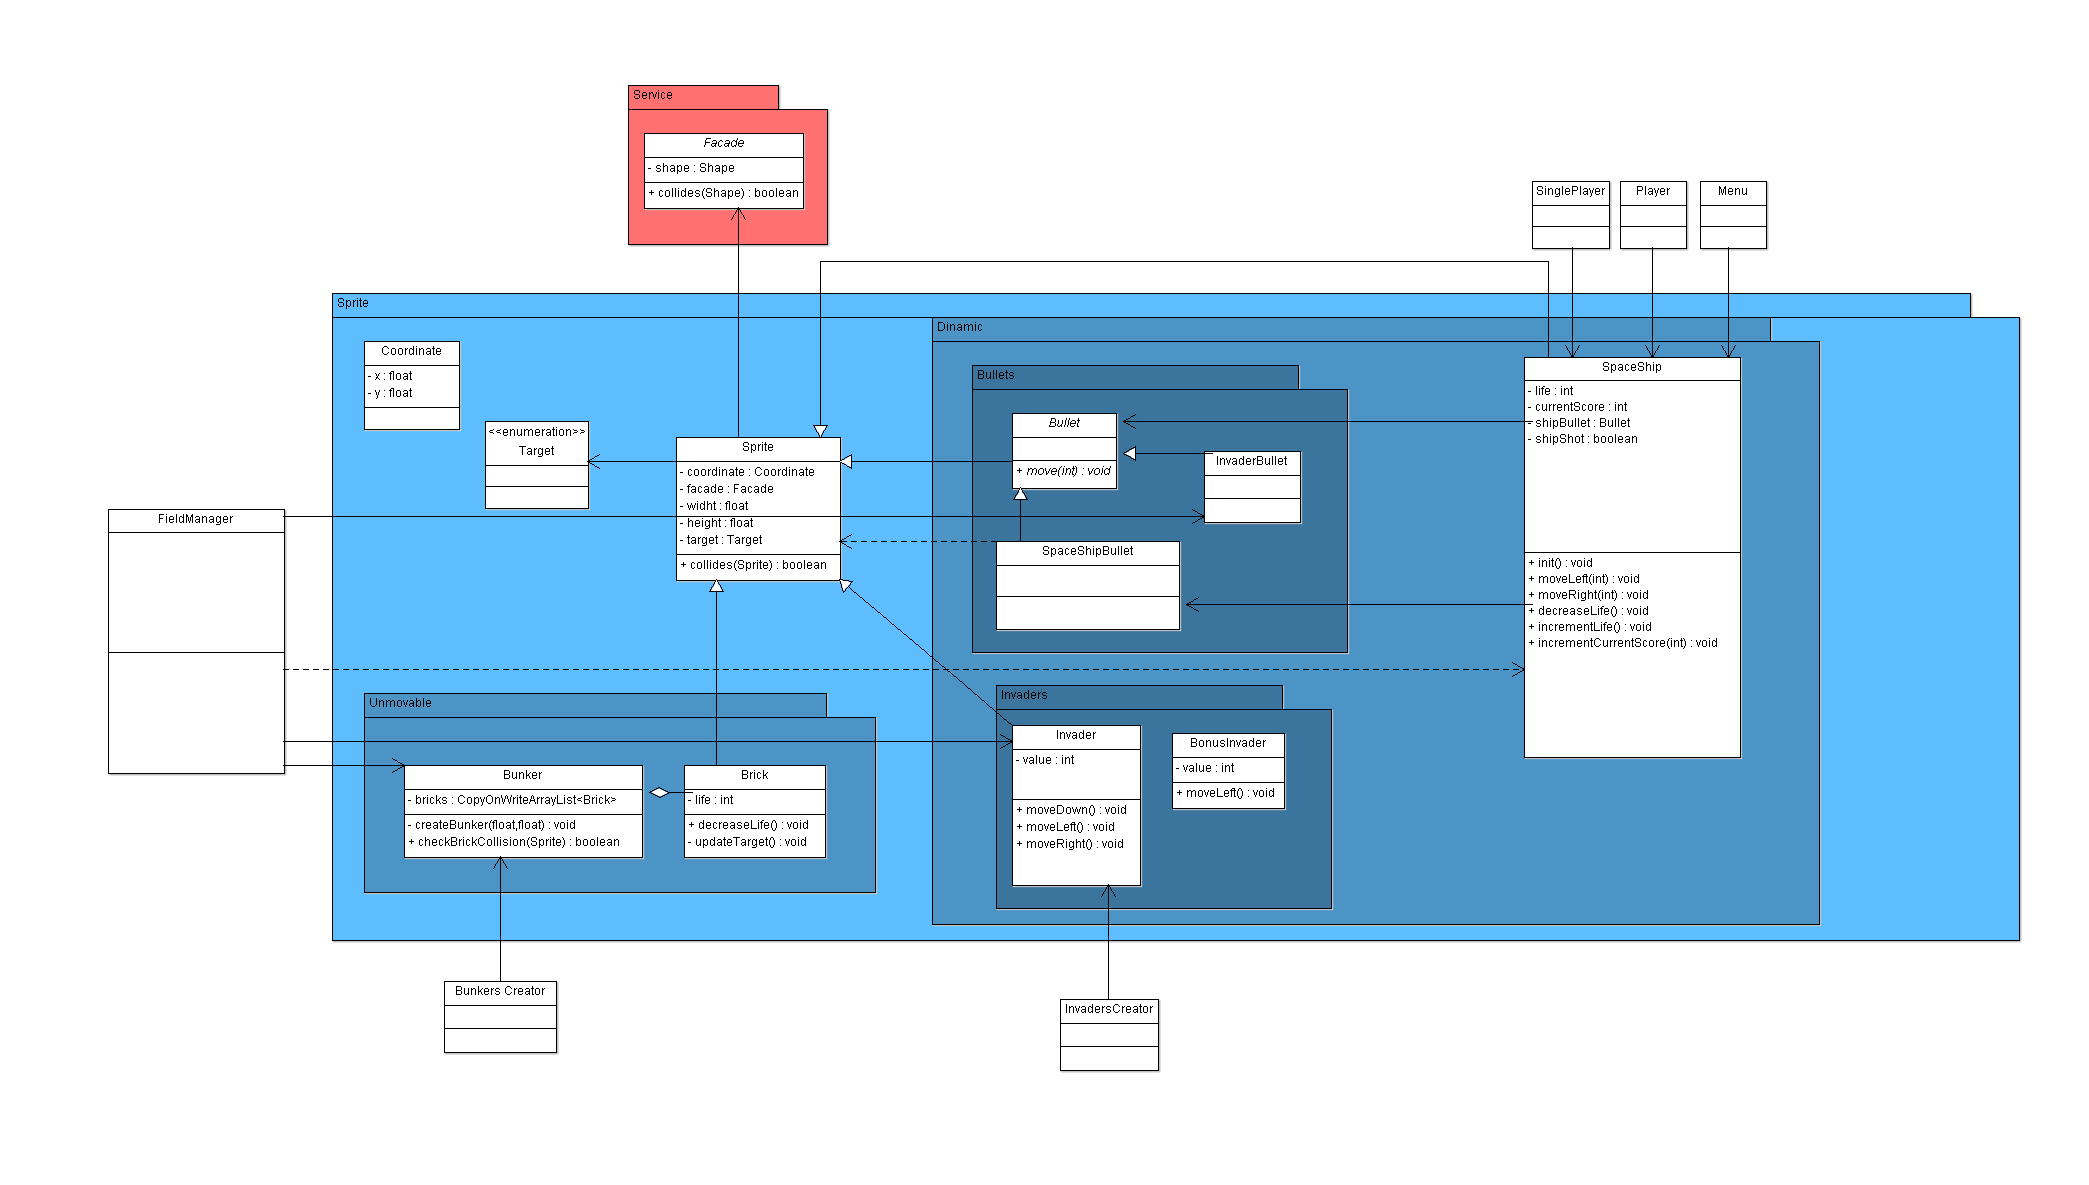 Service
Facade
- shape : Shape
+ collides(Shape) : boolean
SinglePlayer
Player
Menu
Sprite
Dinamic
Coordinate
- x : float
- y : float
<<enumeration>>
Target
Sprite
- coordinate : Coordinate
- facade : Facade
- widht : float
- height : float
- target : Target
+ collides(Sprite) : boolean
Bullets
Bullet
+ move(int) : void
InvaderBullet
SpaceShipBullet
SpaceShip
- life : int
- currentScore : int
- shipBullet : Bullet
- shipShot : boolean
+ init() : void
+ moveLeft(int) : void
+ moveRight(int) : void
+ decreaseLife() : void
+ incrementLife() : void
+ incrementCurrentScore(int) : void
FieldManager
Unmovable
Bunker
- bricks : CopyOnWriteArrayList<Brick>
- createBunker(float,float) : void
+ checkBrickCollision(Sprite) : boolean
Brick
- life : int
+ decreaseLife() : void
- updateTarget() : void
Invaders
Invader
- value : int
+ moveDown() : void
+ moveLeft() : void
+ moveRight() : void
BonusInvader
- value : int
+ moveLeft() : void
Bunkers Creator
InvadersCreator